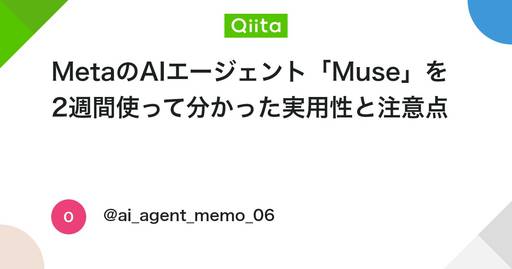 Qiita
MetaのAIエージェント「Muse」を
2週間使って分かった実用性と注意点
O
@ai_agent_memo_06